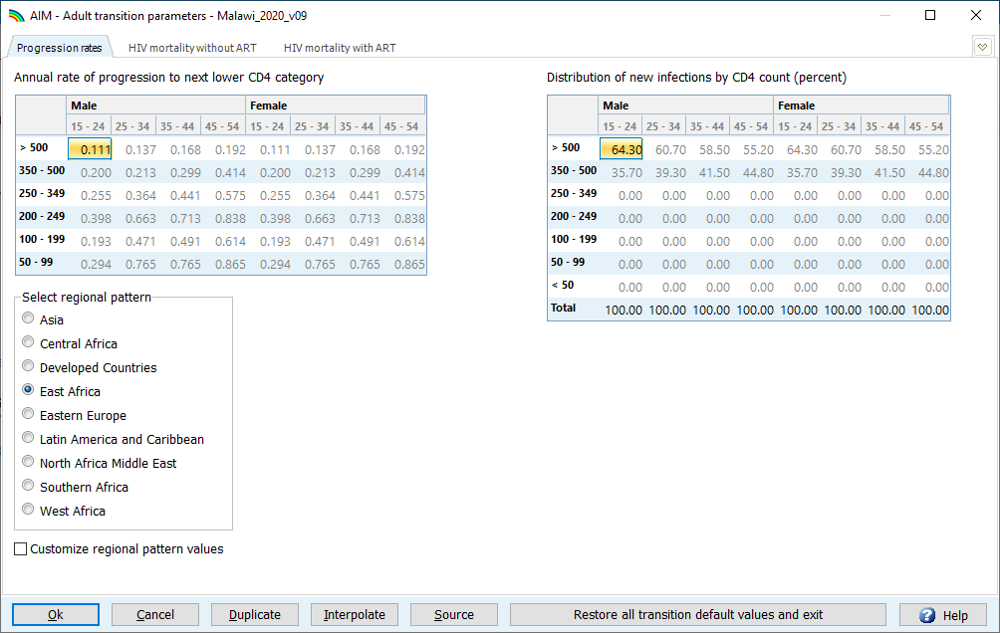 AIM - Adult transition parameters - Malawi_2020_v09
Progression rates HIV mortality without ART HIV mortality with ART
Annual rate of progression to next lower CD4 category
Male Female
15 - 24 25 - 34 35 - 44 45 - 54 15 - 24 25 - 34 35 - 44 45 - 54
> 500 0.111 0.137 0.168 0.192 0.111 0.137 0.168 0.192
350 - 500 0.200 0.213 0.299 0.414 0.200 0.213 0.299 0.414
250 - 349 0.255 0.364 0.441 0.575 0.255 0.364 0.441 0.575
200 - 249 0.398 0.663 0.713 0.838 0.398 0.663 0.713 0.838
100 - 199 0.193 0.471 0.491 0.614 0.193 0.471 0.491 0.614
50 - 99 0.294 0.765 0.765 0.865 0.294 0.765 0.765 0.865
Distribution of new infections by CD4 count (percent)
Male Female
15 - 24 25 - 34 35 - 44 45 - 54 15 - 24 25 - 34 35 - 44 45 - 54
> 500 64.30 60.70 58.50 55.20 64.30 60.70 58.50 55.20
350 - 500 35.70 39.30 41.50 44.80 35.70 39.30 41.50 44.80
250 - 349 0.00 0.00 0.00 0.00 0.00 0.00 0.00 0.00
200 - 249 0.00 0.00 0.00 0.00 0.00 0.00 0.00 0.00
100 - 199 0.00 0.00 0.00 0.00 0.00 0.00 0.00 0.00
50 - 99 0.00 0.00 0.00 0.00 0.00 0.00 0.00 0.00
< 50 0.00 0.00 0.00 0.00 0.00 0.00 0.00 0.00
Total 100.00 100.00 100.00 100.00 100.00 100.00 100.00 100.00
Select regional pattern
Asia
Central Africa
Developed Countries
East Africa
Eastern Europe
Latin America and Caribbean
North Africa Middle East
Southern Africa
West Africa
Customize regional pattern values
Ok Cancel Duplicate Interpolate Source Restore all transition default values and exit Help